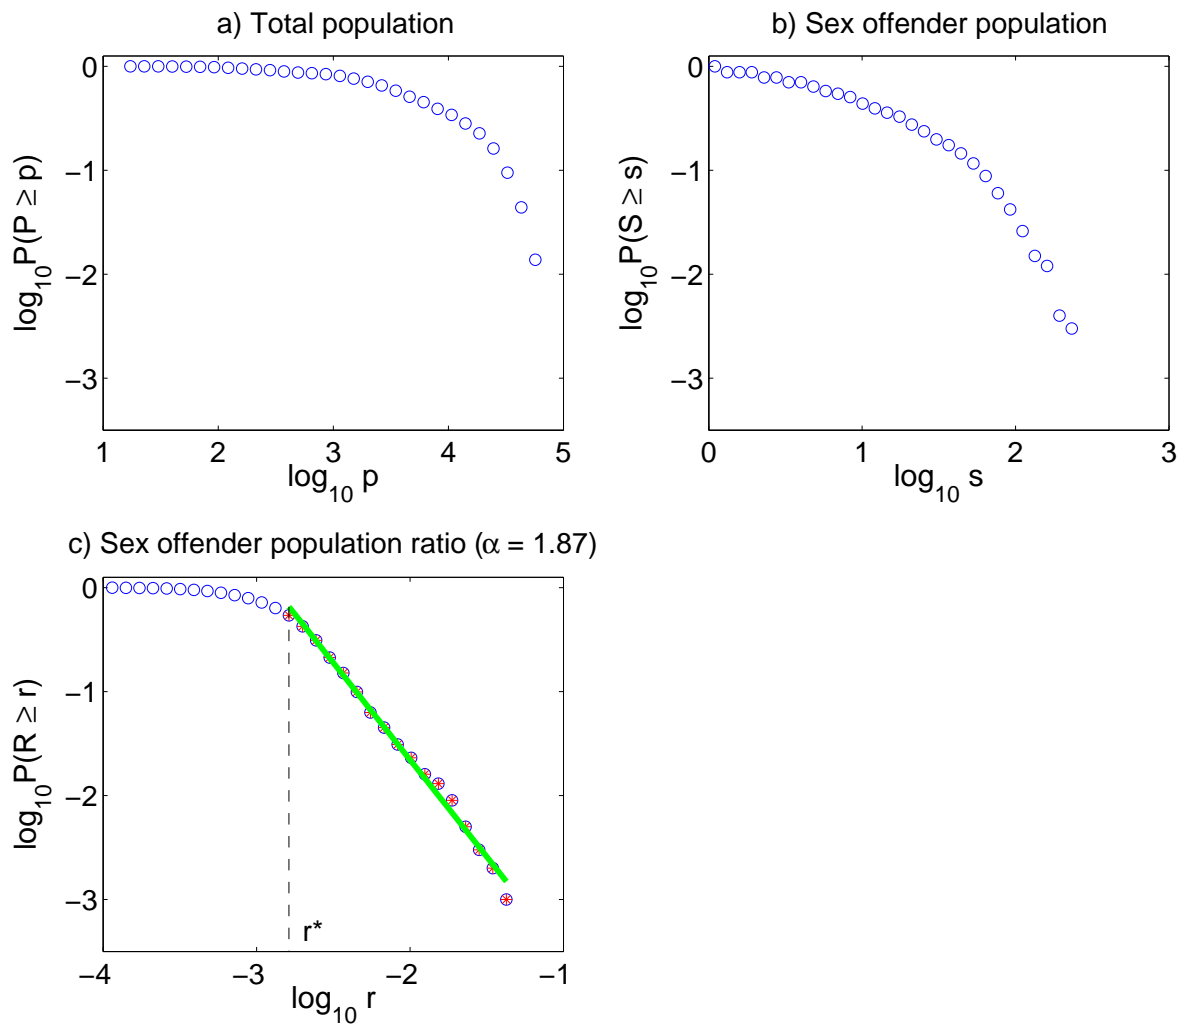 a) Total population
0
−1
−2
−3
log10P(P ≥ p)
1 2 3 4 5
log10 p
b) Sex offender population
0
−1
−2
−3
log10P(S ≥ s)
0 1 2 3
log10 s
c) Sex offender population ratio (α = 1.87)
0
−1
−2
−3
log10P(R ≥ r)
r*
−4 −3 −2 −1
log10 r